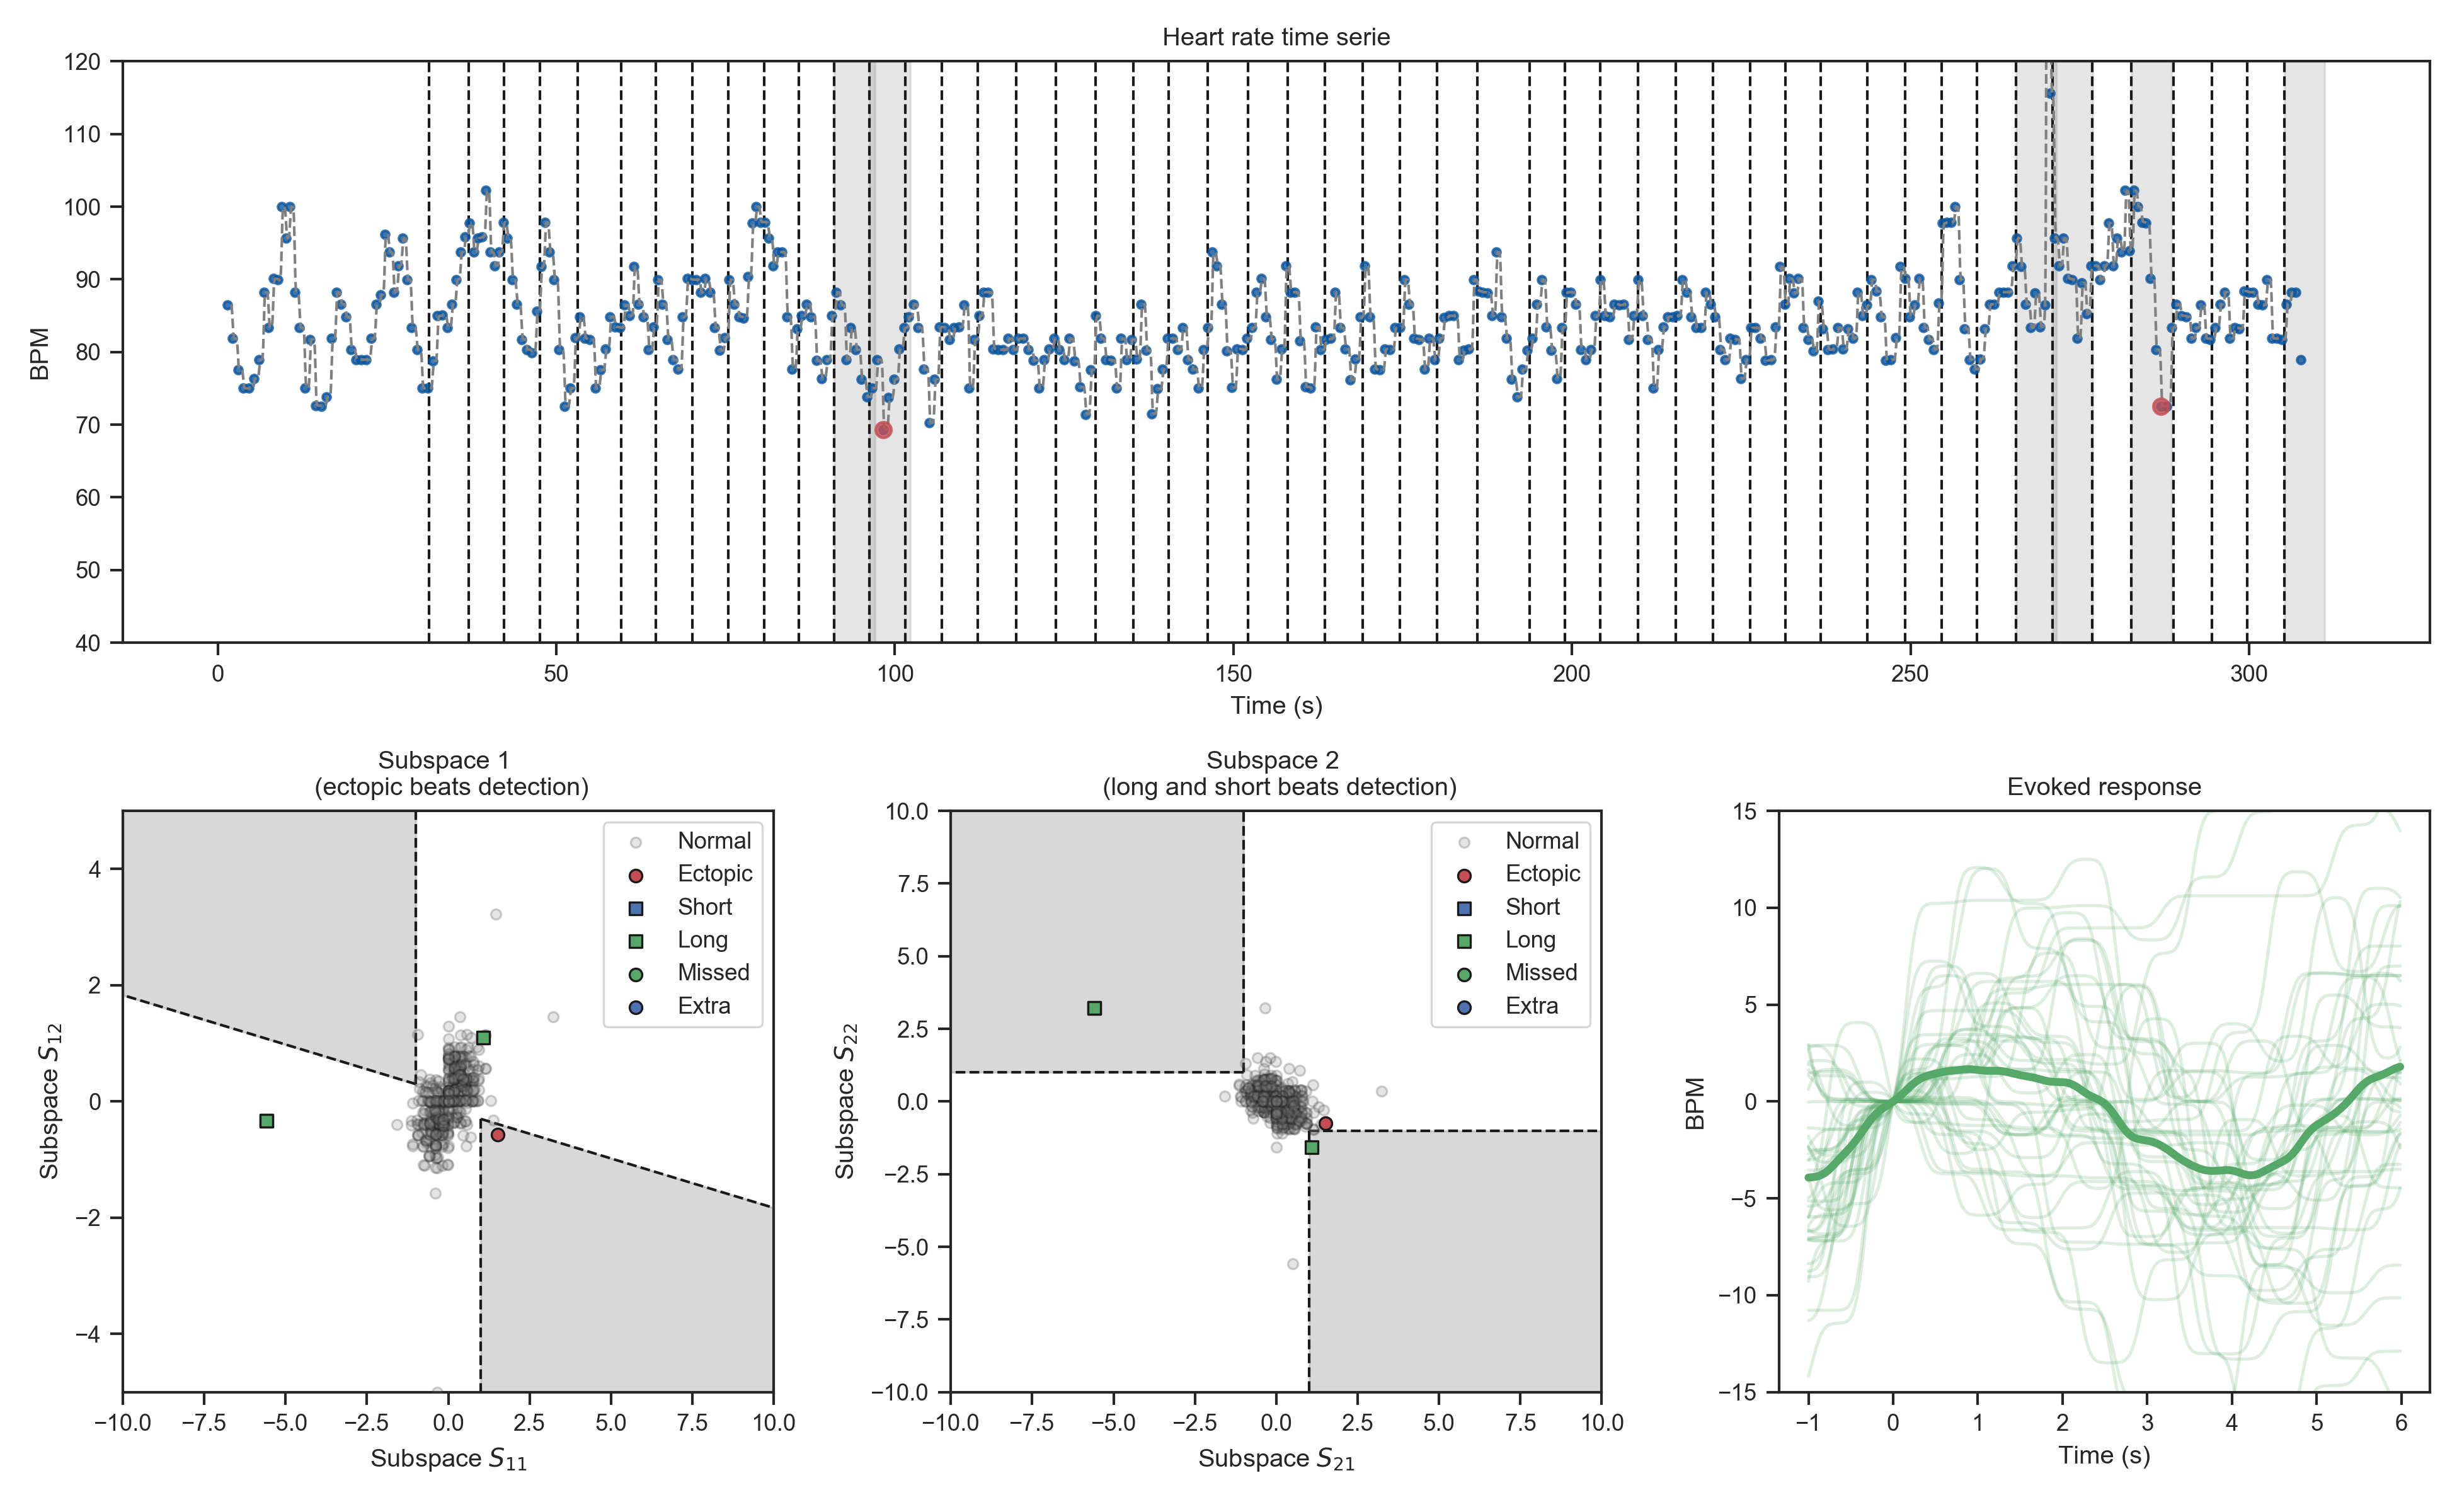 Heart rate time serie
BPM
120
110
100
90
80
70
60
50
40
0 50 100 150 200 250 300
Time (s)
Subspace 1
(ectopic beats detection)
Subspace S12
4
2
0
−2
−4
Normal
Ectopic
Short
Long
Missed
Extra
−10.0 −7.5 −5.0 −2.5 0.0 2.5 5.0 7.5 10.0
Subspace S11
Subspace 2
(long and short beats detection)
Subspace S22
10.0
7.5
5.0
2.5
0.0
−2.5
−5.0
−7.5
−10.0
Normal
Ectopic
Short
Long
Missed
Extra
−10.0 −7.5 −5.0 −2.5 0.0 2.5 5.0 7.5 10.0
Subspace S21
Evoked response
BPM
15
10
5
0
−5
−10
−15
−1 0 1 2 3 4 5 6
Time (s)